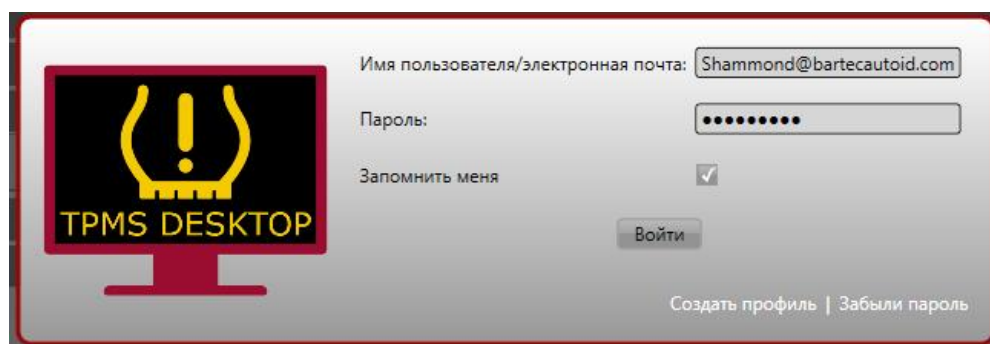 Имя пользователя/электронная почта: Shammond@bartecautoid.com
Пароль: •••••••••
Запомнить меня
TPMS DESKTOP
Войти
Создать профиль | Забыли пароль